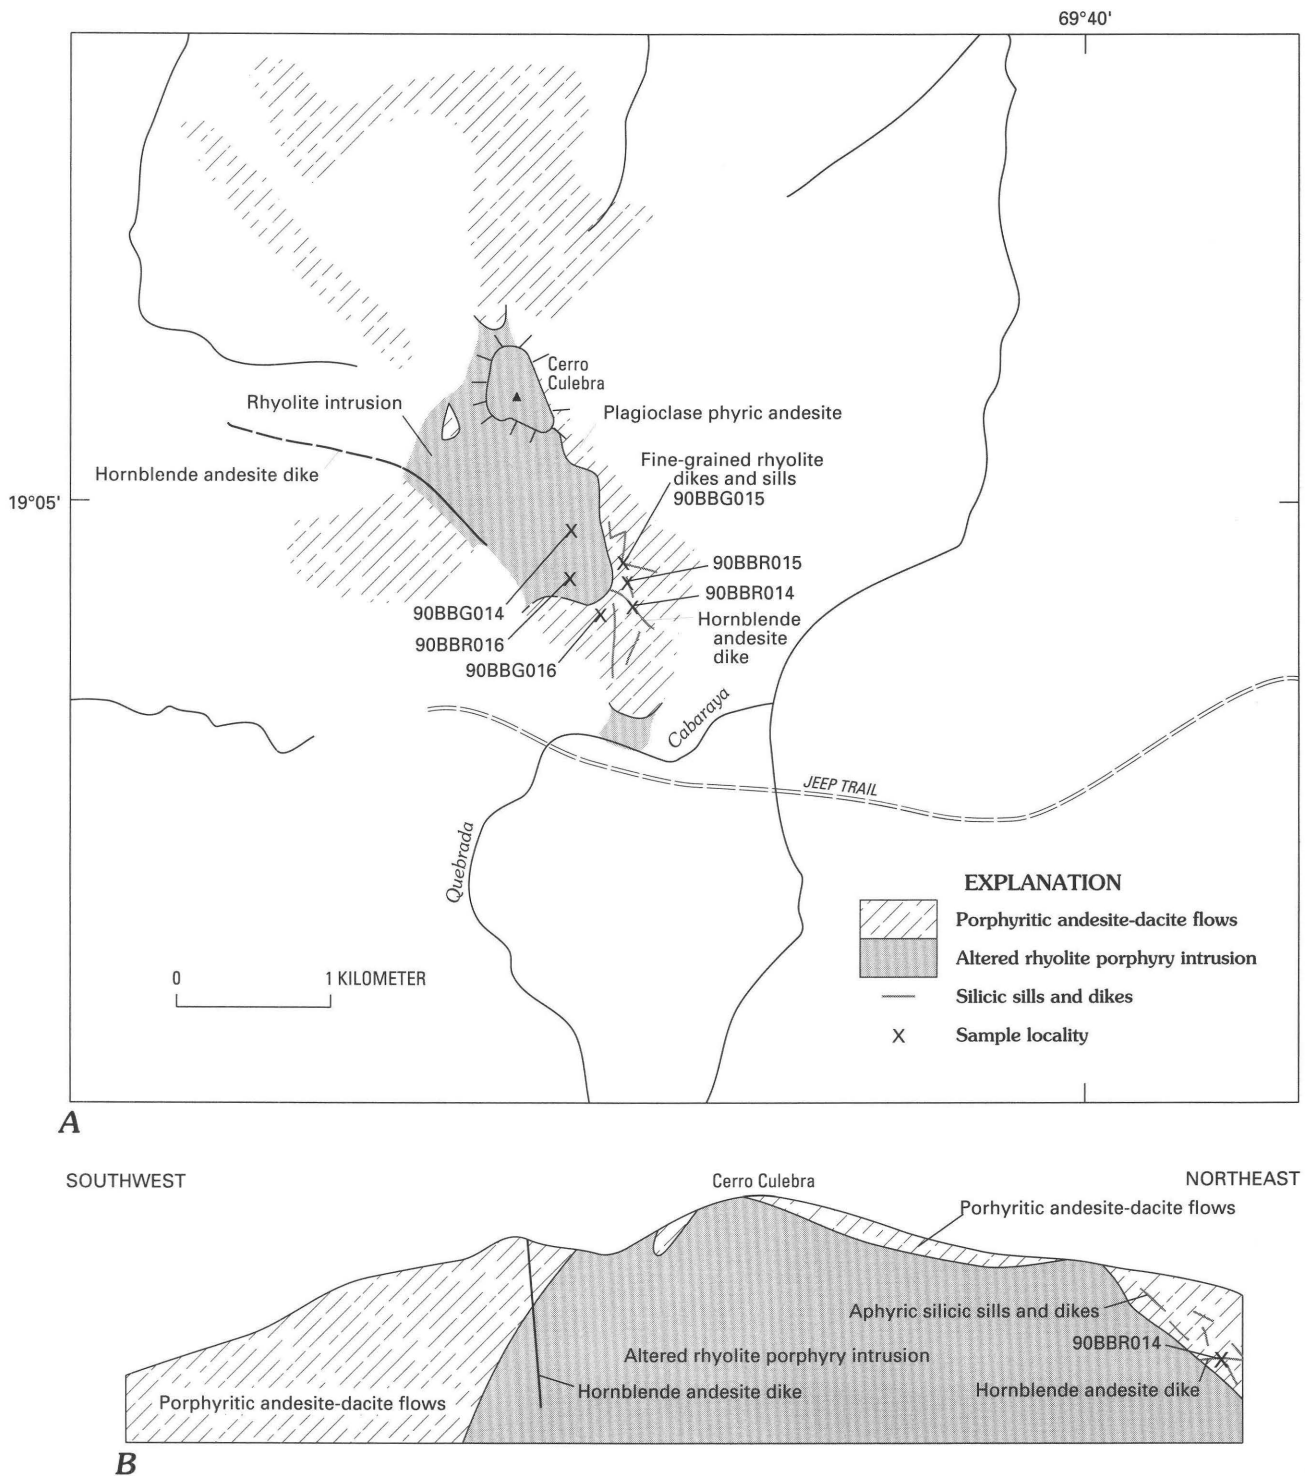 69°40'
Cerro
Culebra
Rhyolite intrusion
Plagioclase phyric andesite
Hornblende andesite dike
Fine-grained rhyolite
dikes and sills
90BBG015
19°05'
90BBR015
90BBR014
90BBG014
Hornblende
andesite
dike
90BBR016
90BBG016
Cabaraya
JEEP TRAIL
Quebrada
EXPLANATION
Porphyritic andesite-dacite flows
Altered rhyolite porphyry intrusion
Silicic sills and dikes
X Sample locality
0 1 KILOMETER
A
SOUTHWEST
Cerro Culebra
NORTHEAST
Porhyritic andesite-dacite flows
Aphyric silicic sills and dikes
90BBR014
Altered rhyolite porphyry intrusion
Hornblende andesite dike
Hornblende andesite dike
Porphyritic andesite-dacite flows
B